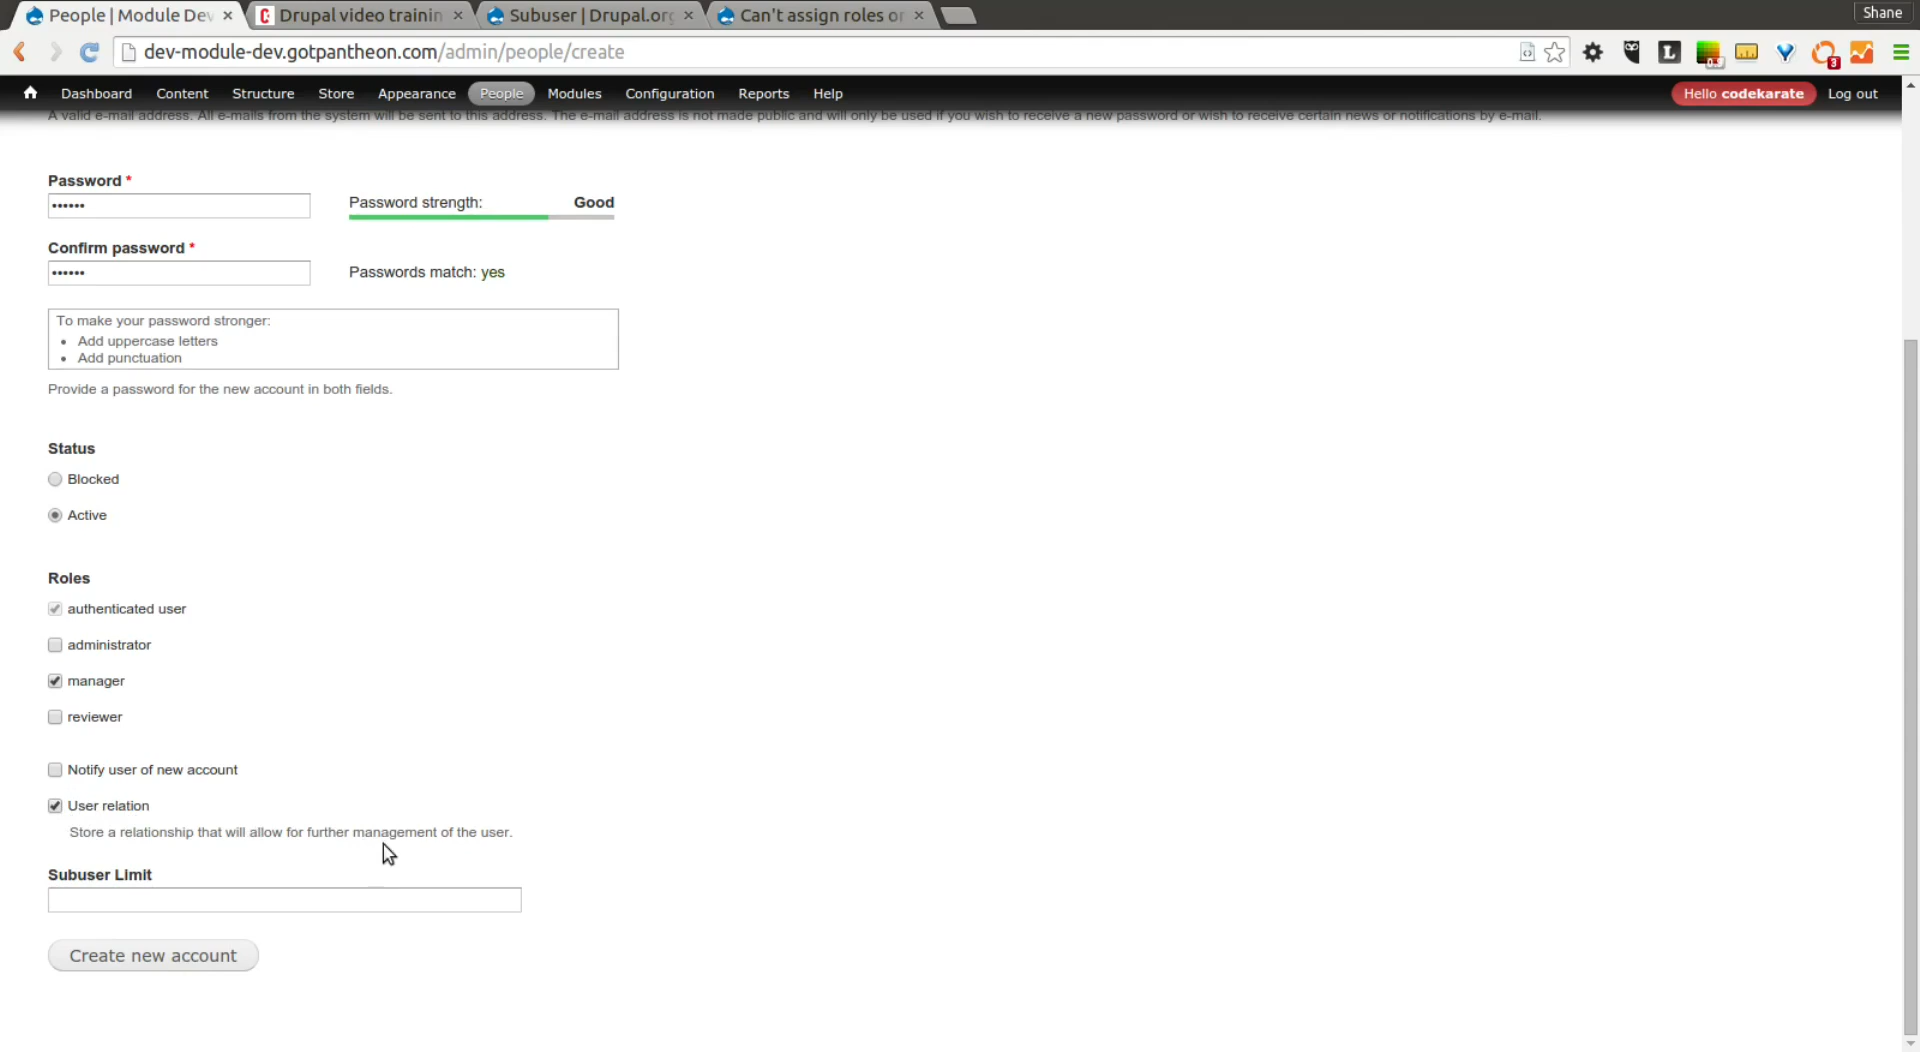 People | Module Dev
Drupal video trainin
Subuser | Drupal.org
Can't assign roles or
Shane
dev-module-dev.gotpantheon.com/admin/people/create
0.9
3
Dashboard Content Structure Store Appearance People Modules Configuration Reports Help Hello codekarate Log out
A valid e-mail address. All e-mails from the system will be sent to this address. The e-mail address is not made public and will only be used if you wish to receive a new password or wish to receive certain news or notifications by e-mail.
Password *
Password strength: Good
Confirm password *
Passwords match: yes
To make your password stronger:
Add uppercase letters
Add punctuation
Provide a password for the new account in both fields.
Status
Blocked
Active
Roles
authenticated user
administrator
manager
reviewer
Notify user of new account
User relation
Store a relationship that will allow for further management of the user.
Subuser Limit
Create new account